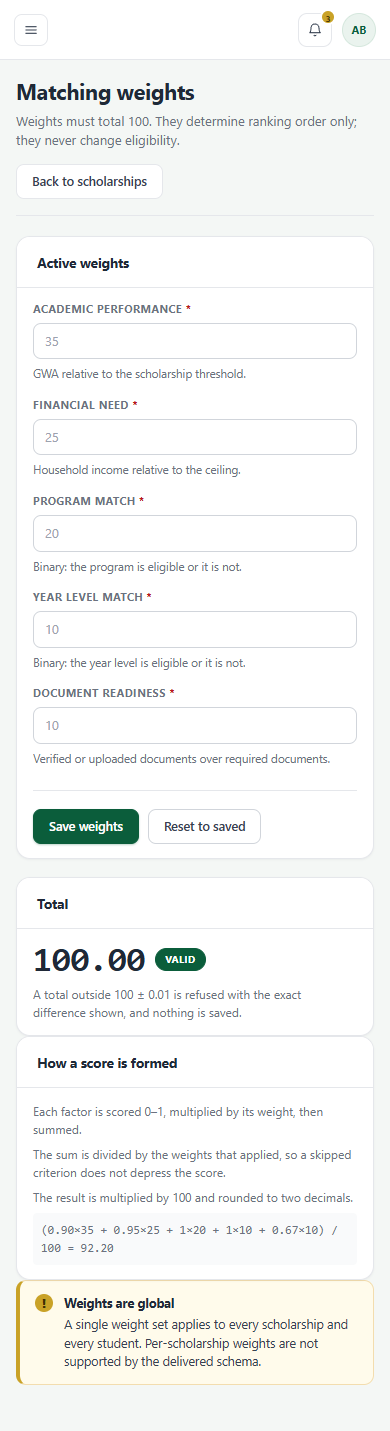 3
AB
Matching weights
Weights must total 100. They determine ranking order only;
they never change eligibility.
Back to scholarships
Active weights
ACADEMIC PERFORMANCE *
35
GWA relative to the scholarship threshold.
FINANCIAL NEED *
25
Household income relative to the ceiling.
PROGRAM MATCH *
20
Binary: the program is eligible or it is not.
YEAR LEVEL MATCH *
10
Binary: the year level is eligible or it is not.
DOCUMENT READINESS *
10
Verified or uploaded documents over required documents.
Save weights
Reset to saved
Total
100.00 VALID
A total outside 100 ± 0.01 is refused with the exact
difference shown, and nothing is saved.
How a score is formed
Each factor is scored 0–1, multiplied by its weight, then
summed.
The sum is divided by the weights that applied, so a skipped
criterion does not depress the score.
The result is multiplied by 100 and rounded to two decimals.
(0.90×35 + 0.95×25 + 1×20 + 1×10 + 0.67×10) /
100 = 92.20
! Weights are global
A single weight set applies to every scholarship and
every student. Per-scholarship weights are not
supported by the delivered schema.